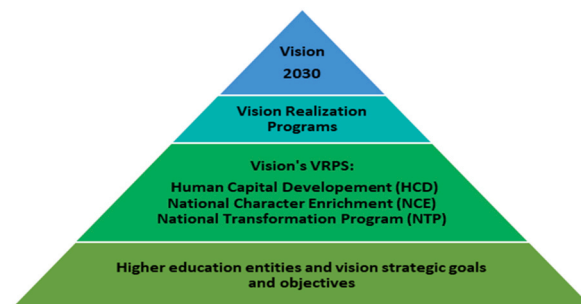 Vision
2030
Vision Realization
Programs
Vision's VRPS:
Human Capital Developement (HCD)
National Character Enrichment (NCE)
National Transformation Program (NTP)
Higher education entities and vision strategic goals
and objectives